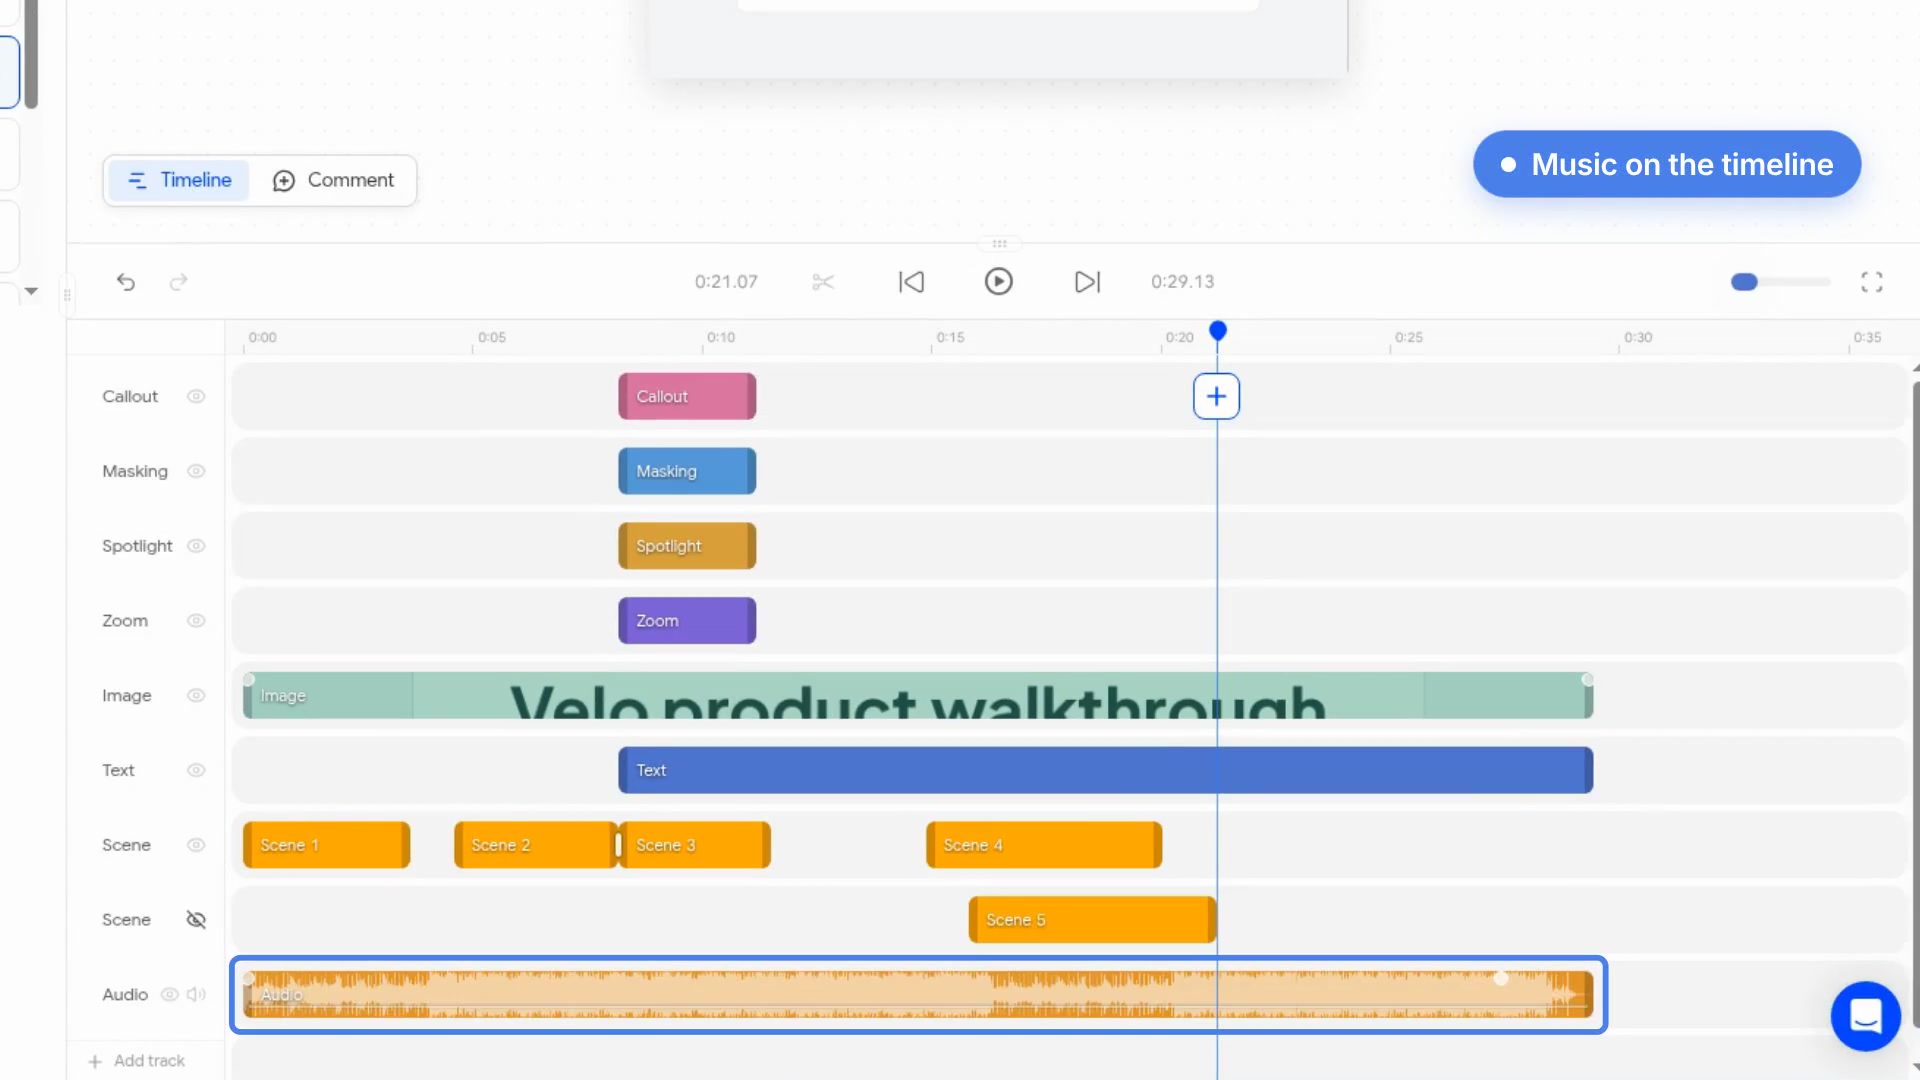 Timeline
Comment
Music on the timeline
0:21.07
0:29.13
0:00 0:05 0:10 0:15 0:20 0:25 0:30 0:35
Callout
Callout
Masking
Masking
Spotlight
Spotlight
Zoom
Zoom
Image
Image
Velo product walkthrough
Text
Text
Scene
Scene 1
Scene 2
Scene 3
Scene 4
Scene
Scene 5
Audio
Audio
Add track